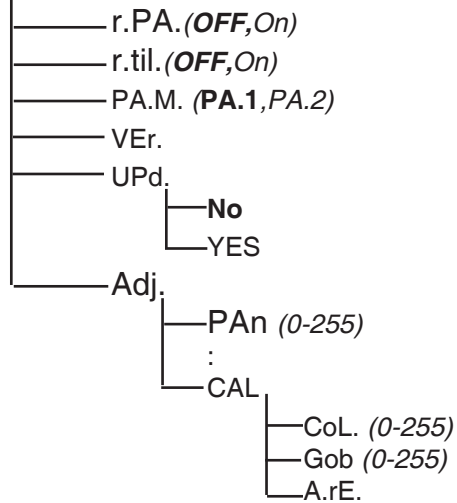 r.PA.(OFF,On)
r.til.(OFF,On)
PA.M. (PA.1,PA.2)
VEr.
UPd.
No
YES
Adj.
PAn (0-255)
:
CAL
CoL. (0-255)
Gob (0-255)
A.rE.